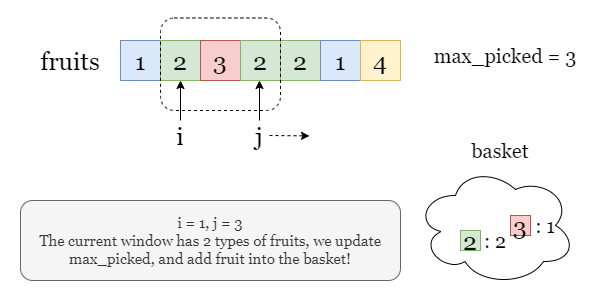 fruits 1 2 3 2 2 1 4 max_picked = 3
i j
basket
i = 1, j = 3
The current window has 2 types of fruits, we update
max_picked, and add fruit into the basket!
2 : 2 3 : 1